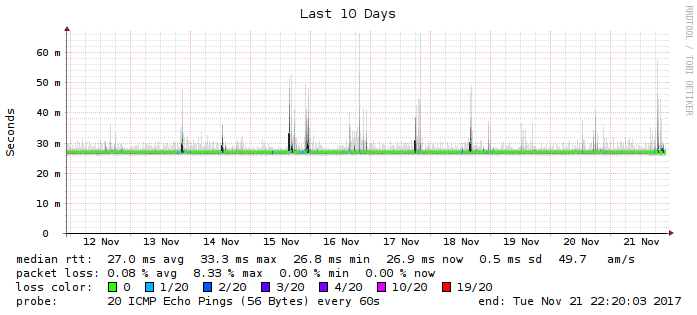 Last 10 Days
RRDTOOL / TOBI OETIKER
Seconds
60 m
50 m
40 m
30 m
20 m
10 m
0
12 Nov 13 Nov 14 Nov 15 Nov 16 Nov 17 Nov 18 Nov 19 Nov 20 Nov 21 Nov
median rtt: 27.0 ms avg 33.3 ms max 26.8 ms min 26.9 ms now 0.5 ms sd 49.7 am/s
packet loss: 0.08 % avg 8.33 % max 0.00 % min 0.00 % now
loss color: 0 1/20 2/20 3/20 4/20 10/20 19/20
probe: 20 ICMP Echo Pings (56 Bytes) every 60s end: Tue Nov 21 22:20:03 2017